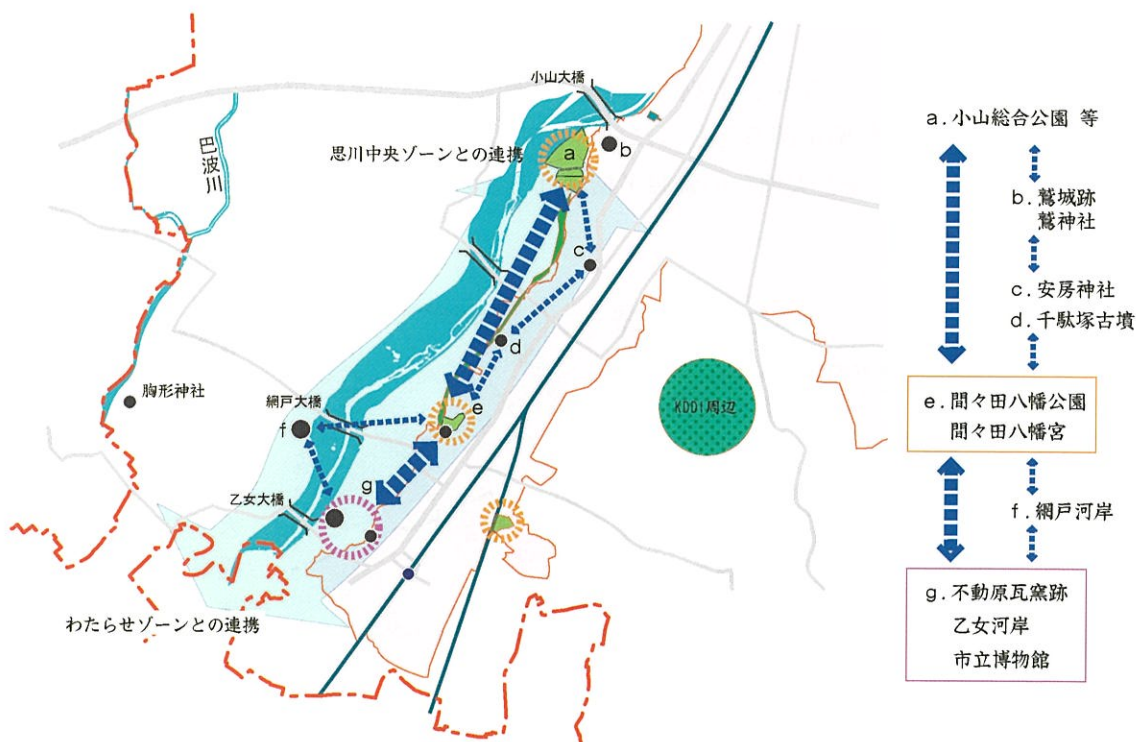 小山大橋
巴波川
思川中央ゾーンとの連携
a
b
c
d
胸形神社
網戸大橋
e
f
KDDI周辺
乙女大橋
g
わたらせゾーンとの連携
a.小山総合公園 等
b.鷲城跡
鷲神社
c.安房神社
d.千駄塚古墳
e.間々田八幡公園
間々田八幡宮
f.網戸河岸
g.不動原瓦窯跡
乙女河岸
市立博物館